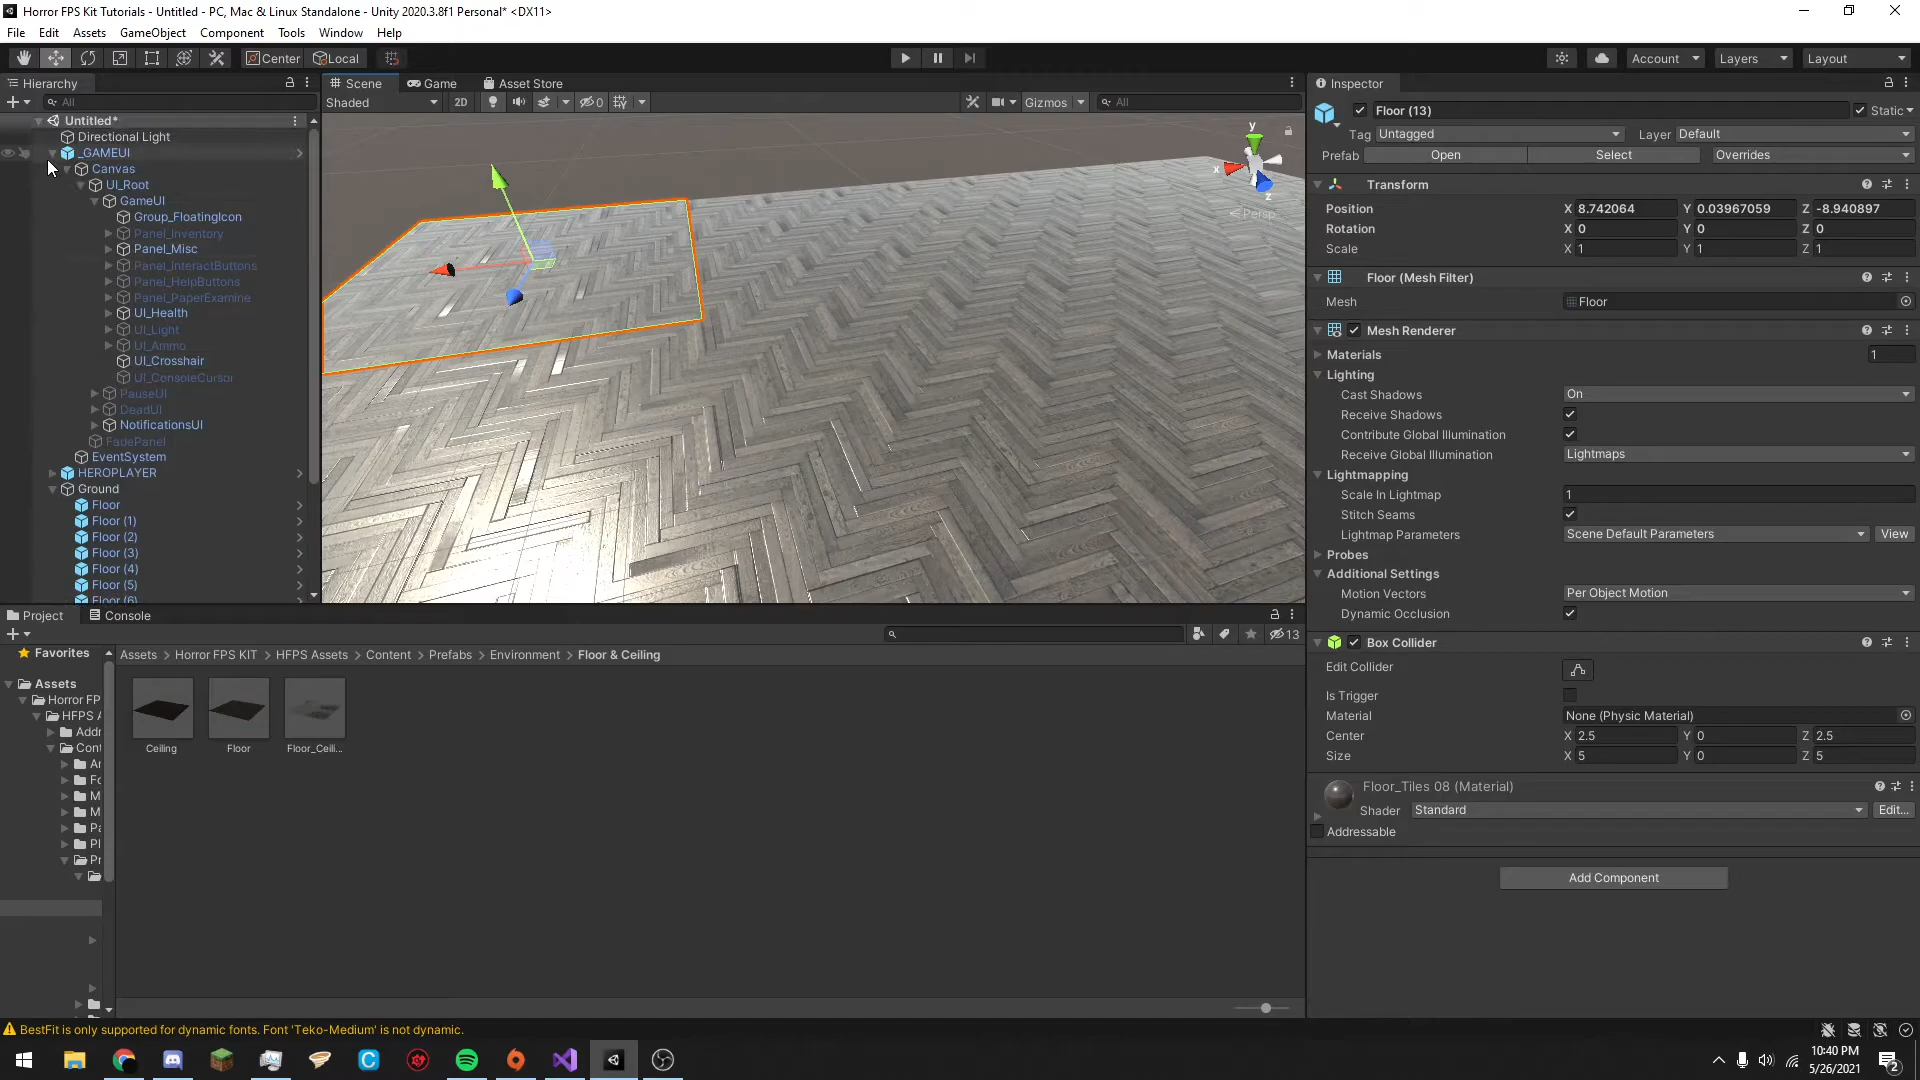 Horror FPS Kit Tutorials - Untitled - PC, Mac & Linux Standalone - Unity 2020.3.8f1 Personal* <DX11>
File Edit Assets GameObject Component Tools Window Help
Center Local Account Layers Layout
Hierarchy
All
Untitled*
Directional Light
_GAMEUI
Canvas
UI_Root
GameUI
Group_FloatingIcon
Panel_Inventory
Panel_Misc
Panel_InteractButtons
Panel_HelpButtons
Panel_PaperExamine
UI_Health
UI_Light
UI_Ammo
UI_Crosshair
UI_ConsoleCursor
PauseUI
DeadUI
NotificationsUI
FadePanel
EventSystem
HEROPLAYER
Ground
Floor
Floor (1)
Floor (2)
Floor (3)
Floor (4)
Floor (5)
Floor (6)
Scene Game Asset Store
Shaded 2D 0 Gizmos All
y
x
z
Persp
Inspector
Floor (13) Static
Tag Untagged Layer Default
Prefab Open Select Overrides
Transform
Position X 8.742064 Y 0.03967059 Z -8.940897
Rotation X 0 Y 0 Z 0
Scale X 1 Y 1 Z 1
Floor (Mesh Filter)
Mesh Floor
Mesh Renderer
Materials 1
Lighting
Cast Shadows On
Receive Shadows
Contribute Global Illumination
Receive Global Illumination Lightmaps
Lightmapping
Scale In Lightmap 1
Stitch Seams
Lightmap Parameters Scene Default Parameters View
Probes
Additional Settings
Motion Vectors Per Object Motion
Dynamic Occlusion
Box Collider
Edit Collider
Is Trigger
Material None (Physic Material)
Center X 2.5 Y 0 Z 2.5
Size X 5 Y 0 Z 5
Floor_Tiles 08 (Material)
Shader Standard Edit...
Addressable
Add Component
Project Console
13
Favorites
Assets
Horror FP
HFPS A
Addr
Cont
Ar
Fo
M
M
Pa
Pl
Pr
Assets Horror FPS KIT HFPS Assets Content Prefabs Environment Floor & Ceiling
Ceiling Floor Floor_Ceili...
BestFit is only supported for dynamic fonts. Font 'Teko-Medium' is not dynamic.
10:40 PM
5/26/2021
2